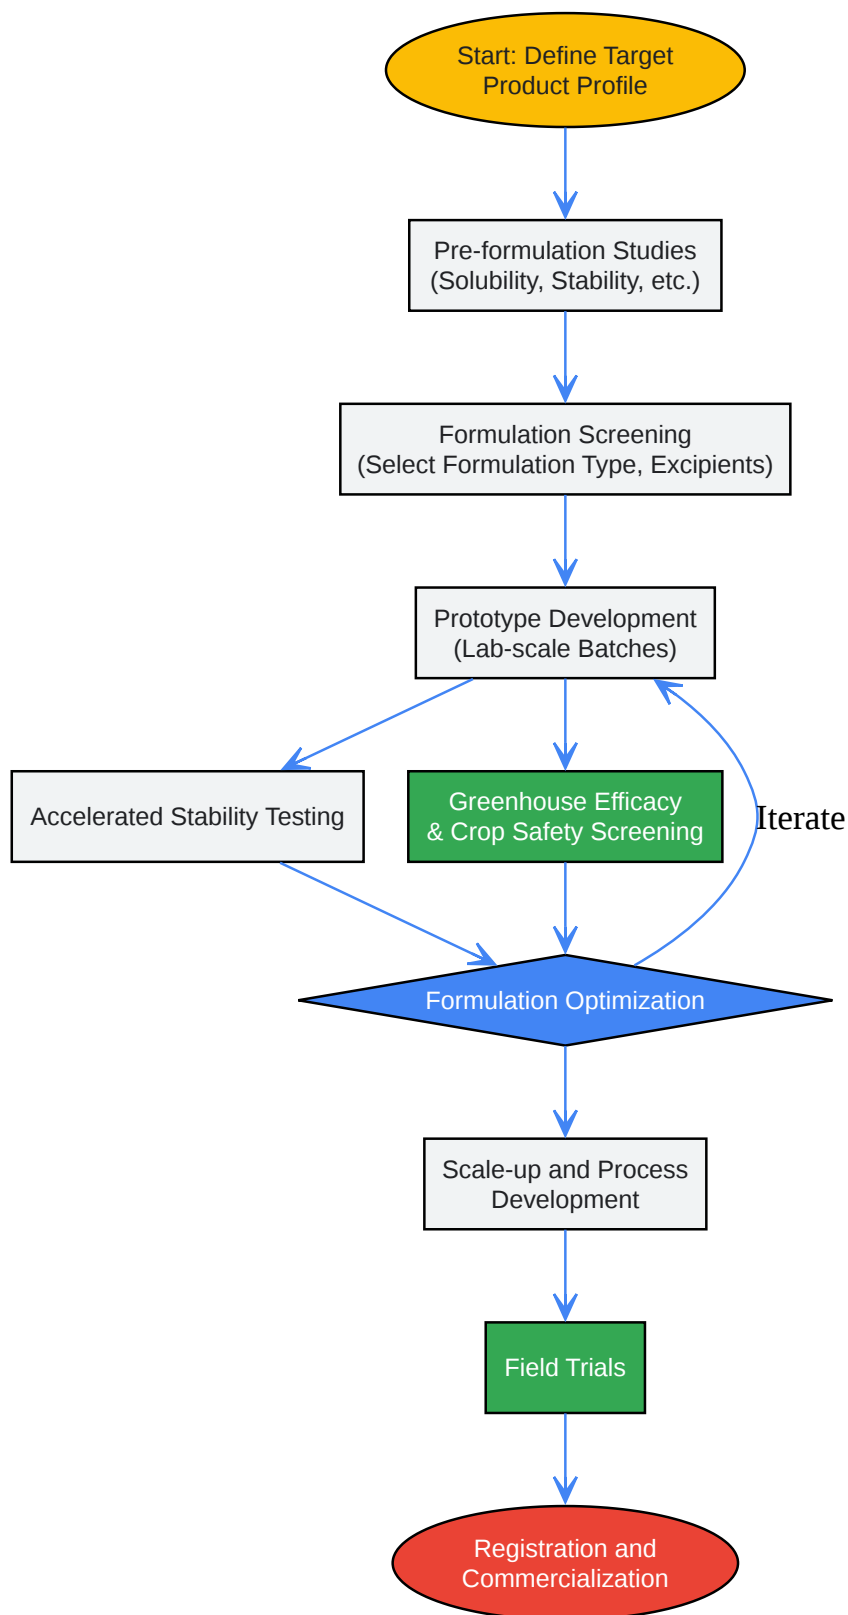 Start: Define Target
Product Profile
Pre-formulation Studies
(Solubility, Stability, etc.)
Formulation Screening
(Select Formulation Type, Excipients)
Prototype Development
(Lab-scale Batches)
Accelerated Stability Testing
Greenhouse Efficacy
& Crop Safety Screening
Iterate
Formulation Optimization
Scale-up and Process
Development
Field Trials
Registration and
Commercialization